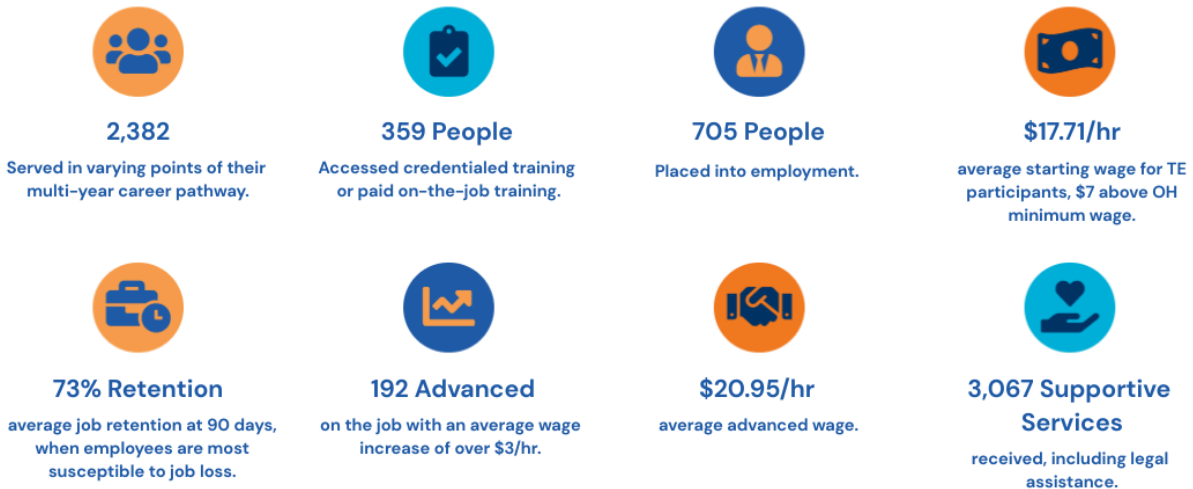 2,382
Served in varying points of their
multi-year career pathway.
359 People
Accessed credentialed training
or paid on-the-job training.
705 People
Placed into employment.
$17.71/hr
average starting wage for TE
participants, $7 above OH
minimum wage.
73% Retention
average job retention at 90 days,
when employees are most
susceptible to job loss.
192 Advanced
on the job with an average wage
increase of over $3/hr.
$20.95/hr
average advanced wage.
3,067 Supportive
Services
received, including legal
assistance.